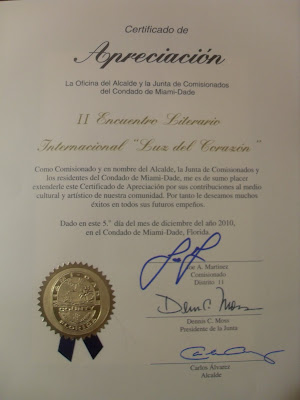 Certificado de
Apreciación
La Oficina del Alcalde y la Junta de Comisionados
del Condado de Miami-Dade
II Encuentro Literario
Internacional "Luz del Corazón"
Como Comisionado y en nombre del Alcalde, la Junta de Comisionados y
los residentes del Condado de Miami-Dade, me es de sumo placer
extenderle este Certificado de Apreciación por sus contribuciones al medio
cultural y artístico de nuestra comunidad. Por tanto le deseamos muchos
éxitos en todos sus futuros empeños.
Dado en este 5.° día del mes de diciembre del año 2010,
en el Condado de Miami-Dade, Florida.
Joe A. Martinez
Comisionado
Distrito 11
Dennis C. Moss
Dennis C. Moss
Presidente de la Junta
Carlos Álvarez
Alcalde
COUNTY